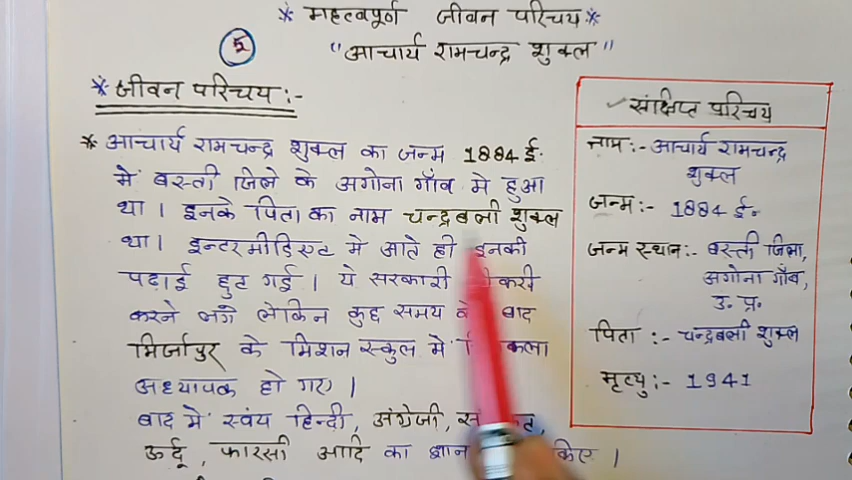 * महत्वपूर्ण जीवन परिचय *
5
"आचार्य रामचन्द्र शुक्ल"
* जीवन परिचय :-
* आचार्य रामचन्द्र शुक्ल का जन्म 1884 ई.
में बस्ती जिले के अगोना गाँव मे हुआ
था । इनके पिता का नाम चन्द्रबली शुक्ल
था । इन्टरमीडिएट मे आते ही इनकी
पढाई छुट गई । ये सरकारी
करने लगे लेकिन कुछ समय के बाद
मिर्जापुर के मिशन स्कुल मे
अध्यापक हो गए ।
बाद मे स्वंय हिन्दी, अंग्रेजी,
ऊर्दू , फारसी आदि का ज्ञान किए ।
संक्षिप्त परिचय
नाम :- आचार्य रामचन्द्र
शुक्ल
जन्म :- 1884 ई.
जन्म स्थान :- बस्ती जिला,
अगोना गाँव,
उ. प्र.
पिता :- चन्द्रबली शुक्ल
मृत्यु :- 1941